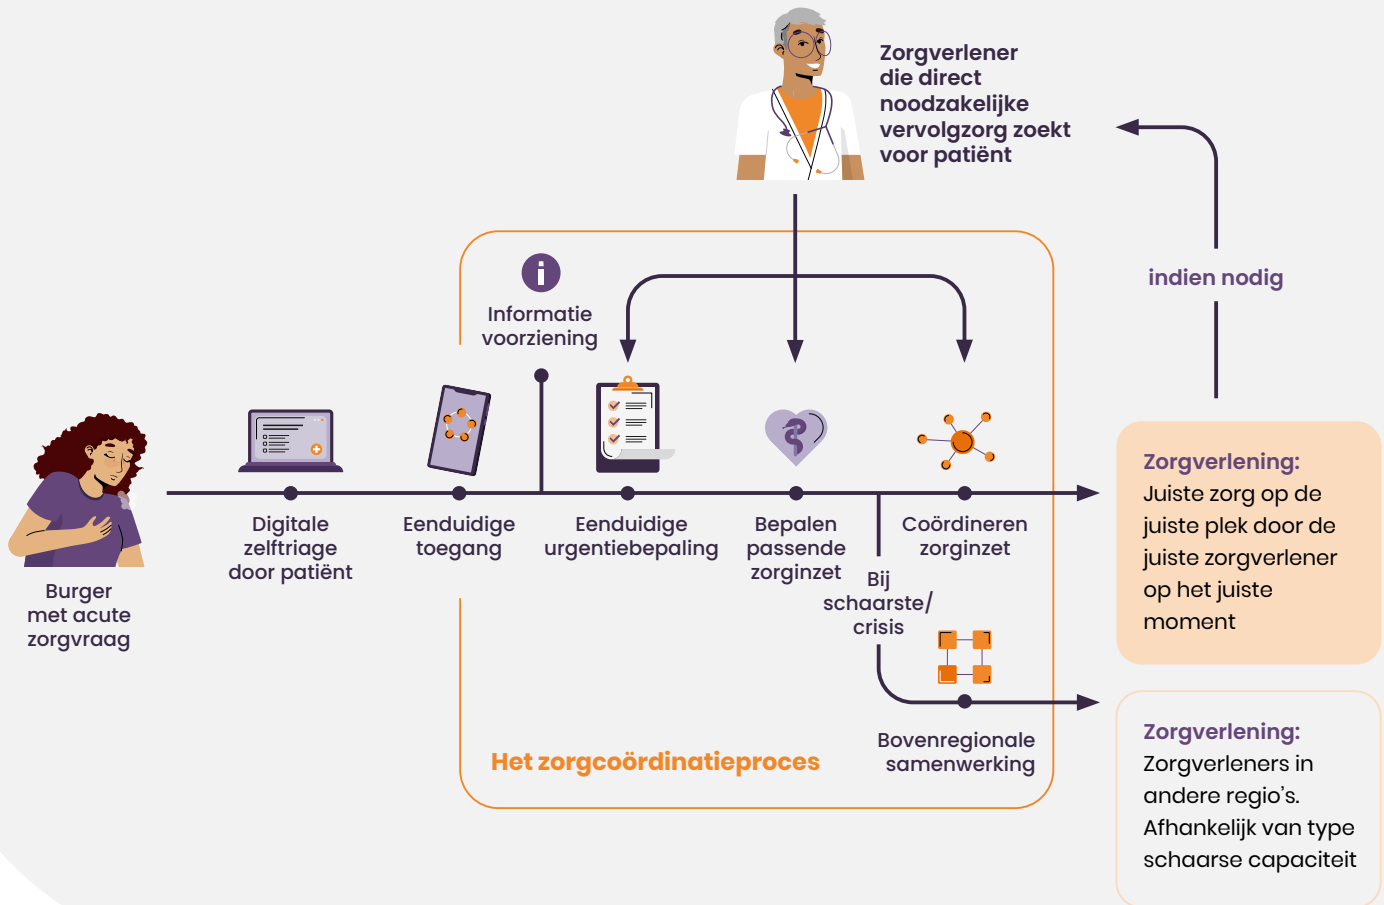 Zorgverlener
die direct
noodzakelijke
vervolgzorg zoekt
voor patiënt
indien nodig
Informatie
voorziening
Burger
met acute
zorgvraag
Digitale
zelftriage
door patiënt
Eenduidige
toegang
Eenduidige
urgentiebepaling
Bepalen
passende
zorginzet
Coördineren
zorginzet
Bij
schaarste/
crisis
Bovenregionale
samenwerking
Het zorgcoördinatieproces
Zorgverlening:
Juiste zorg op de
juiste plek door de
juiste zorgverlener
op het juiste
moment
Zorgverlening:
Zorgverleners in
andere regio's.
Afhankelijk van type
schaarse capaciteit